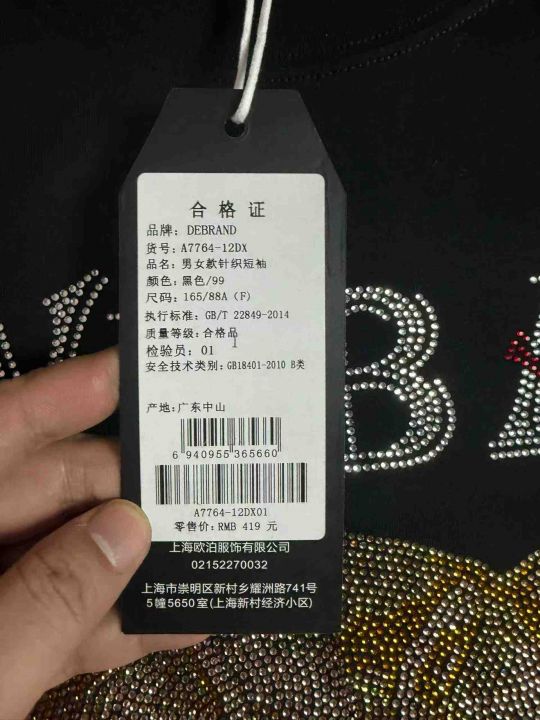 合格证
品牌: DEBRAND
货号: A7764-12DX
品名: 男女款针织短袖
颜色: 黑色/99
尺码: 165/88A (F)
执行标准: GB/T 22849-2014
质量等级: 合格品
检验员: 01
安全技术类别: GB18401-2010 B类
产地: 广东中山
6 940955 365660
A7764-12DX01
零售价: RMB 419 元
上海欧泊服饰有限公司
02152270032
上海市崇明区新村乡耀洲路741号
5幢5650室(上海新村经济小区)
B